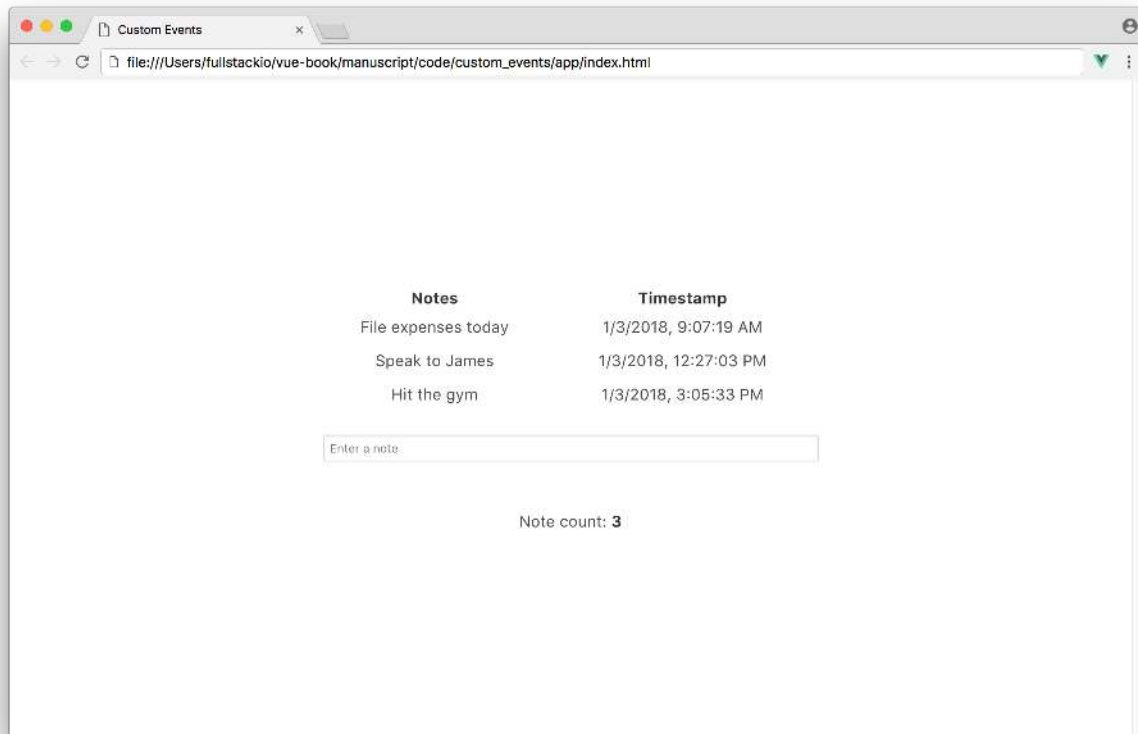 Custom Events
file:///Users/fullstackio/vue-book/manuscript/code/custom_events/app/index.html
Notes Timestamp
File expenses today 1/3/2018, 9:07:19 AM
Speak to James 1/3/2018, 12:27:03 PM
Hit the gym 1/3/2018, 3:05:33 PM
Enter a note
Note count: 3